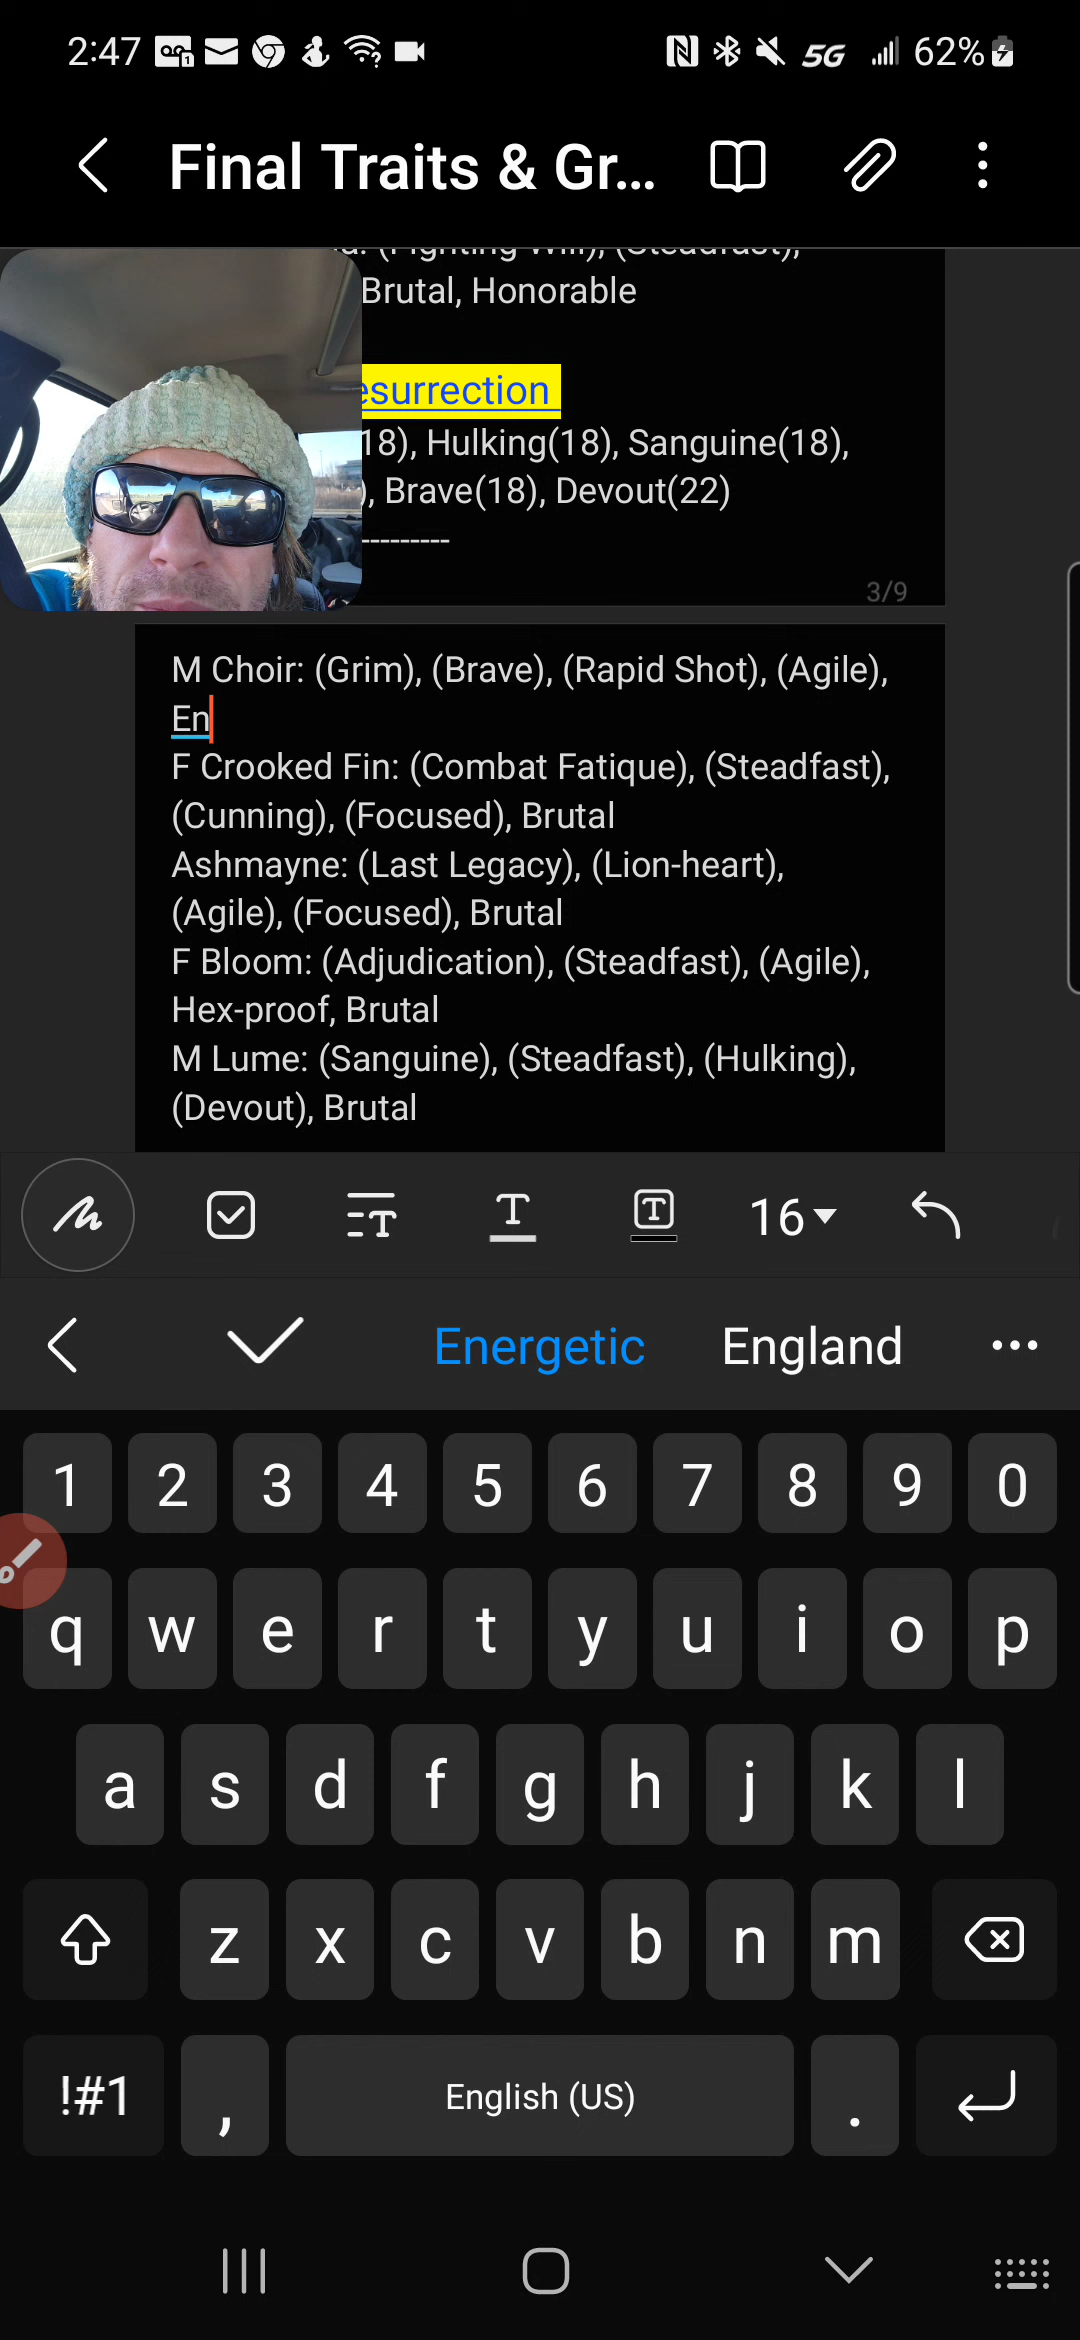 2:47 5G 62%
Final Traits & Gr...
Brutal, Honorable
esurrection
18), Hulking(18), Sanguine(18),
), Brave(18), Devout(22)
---------
3/9
M Choir: (Grim), (Brave), (Rapid Shot), (Agile),
En
F Crooked Fin: (Combat Fatique), (Steadfast),
(Cunning), (Focused), Brutal
Ashmayne: (Last Legacy), (Lion-heart),
(Agile), (Focused), Brutal
F Bloom: (Adjudication), (Steadfast), (Agile),
Hex-proof, Brutal
M Lume: (Sanguine), (Steadfast), (Hulking),
(Devout), Brutal
16
Energetic England ...
1 2 3 4 5 6 7 8 9 0
q w e r t y u i o p
a s d f g h j k l
z x c v b n m
!#1 , English (US) .